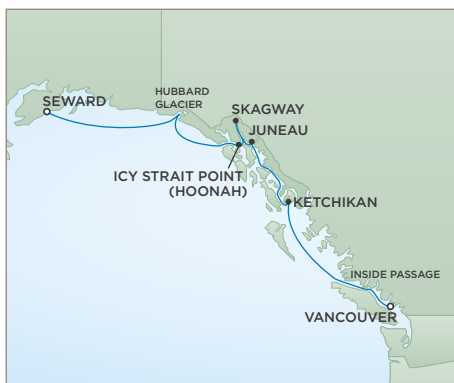 HUBBARD
GLACIER
SEWARD
SKAGWAY
JUNEAU
ICY STRAIT POINT
(HOONAH)
KETCHIKAN
INSIDE PASSAGE
VANCOUVER